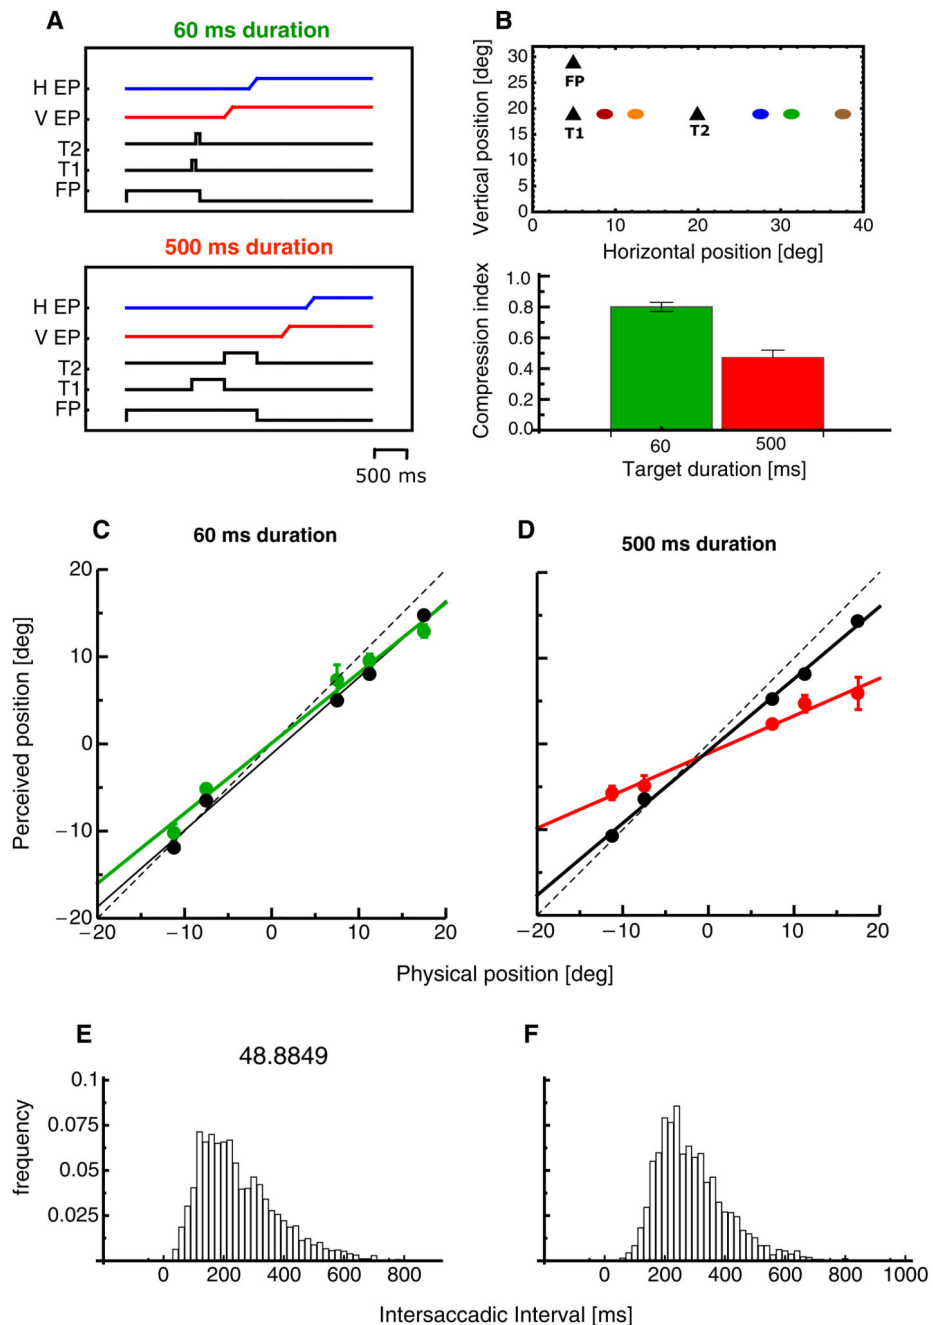 A
60 ms duration
H EP
V EP
T2
T1
FP
500 ms duration
H EP
V EP
T2
T1
FP
500 ms
B
Vertical position [deg]
30
25
20
15
10
5
0
FP
T1
T2
0 10 20 30 40
Horizontal position [deg]
Compression index
1.0
0.8
0.6
0.4
0.2
0.0
60 500
Target duration [ms]
C
60 ms duration
Perceived position [deg]
20
10
0
−10
−20
−20 −10 0 10 20
D
500 ms duration
−20 −10 0 10 20
Physical position [deg]
E
48.8849
frequency
0.1
0.075
0.05
0.025
0 200 400 600 800
F
0 200 400 600 800 1000
Intersaccadic Interval [ms]